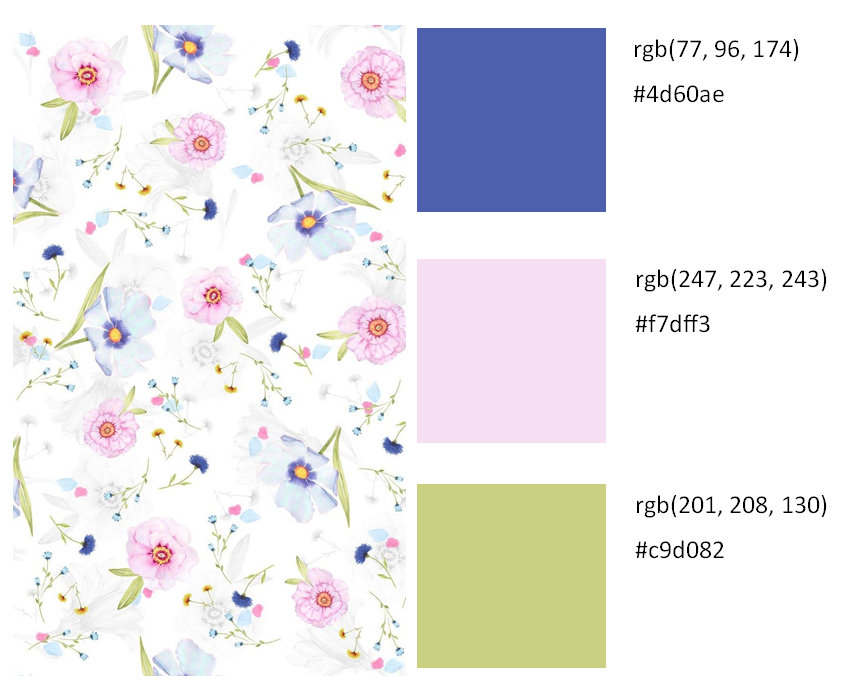 rgb(77, 96, 174)
#4d60ae
rgb(247, 223, 243)
#f7dff3
rgb(201, 208, 130)
#c9d082